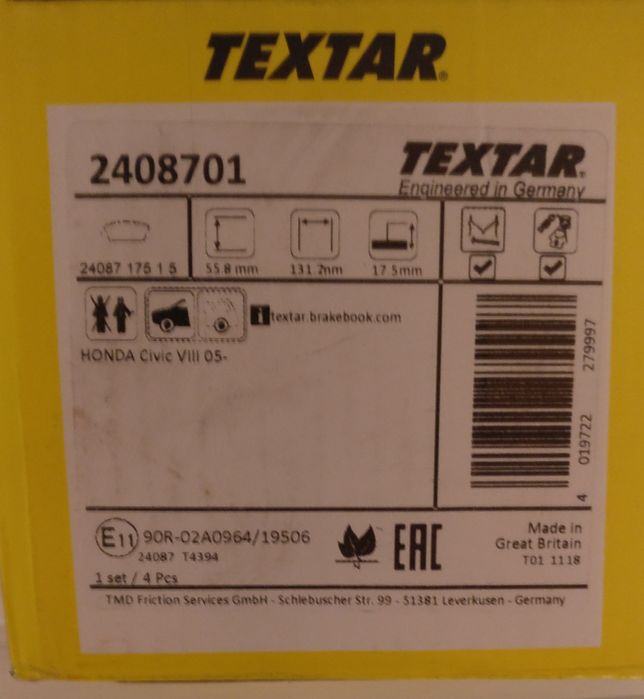 TEXTAR®
2408701
TEXTAR®
Engineered in Germany
24087 175 1 5
55.8 mm
131.2mm
17.5mm
i textar.brakebook.com
HONDA Civic VIII 05-
4 019722 279997
E11 90R-02A0964/19506
24087 T4394
1 set / 4 Pcs
EAC
Made in
Great Britain
T01 1118
TMD Friction Services GmbH - Schlebuscher Str. 99 - 51381 Leverkusen - Germany